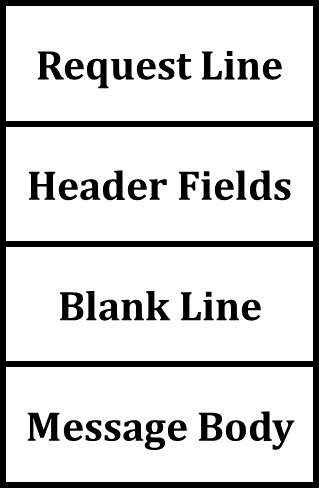 Request Line
Header Fields
Blank Line
Message Body